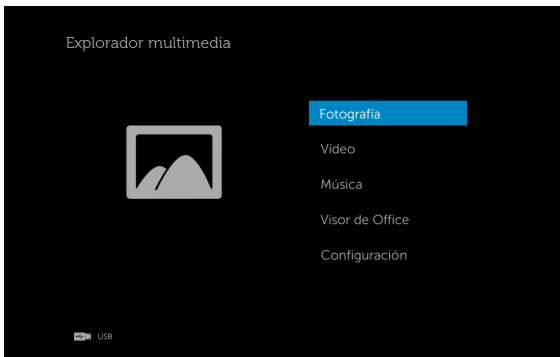 Explorador multimedia
Fotografía
Vídeo
Música
Visor de Office
Configuración
USB